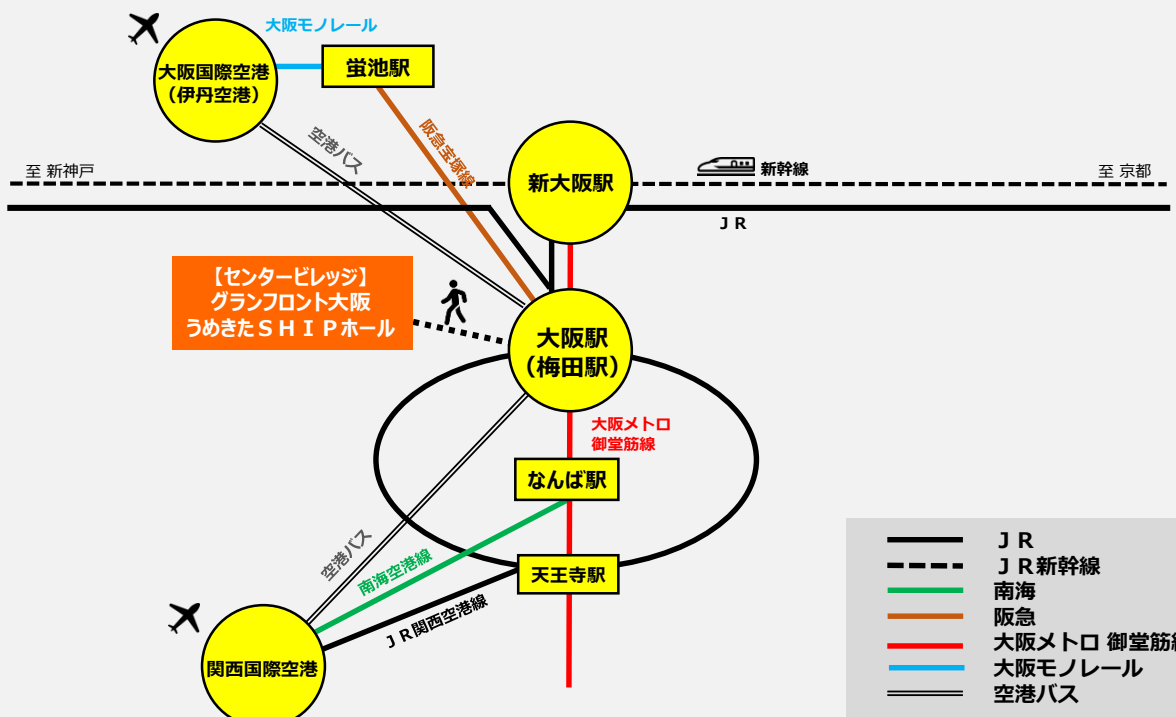 大阪モノレール
大阪国際空港
（伊丹空港）
蛍池駅
空港バス
阪急宝塚線
至 新神戸
新大阪駅
新幹線
至 京都
ＪＲ
【センタービレッジ】
グランフロント大阪
うめきたＳＨＩＰホール
大阪駅
（梅田駅）
大阪メトロ
御堂筋線
なんば駅
空港バス
南海空港線
天王寺駅
ＪＲ関西空港線
関西国際空港
ＪＲ
ＪＲ新幹線
南海
阪急
大阪メトロ 御堂筋線
大阪モノレール
空港バス